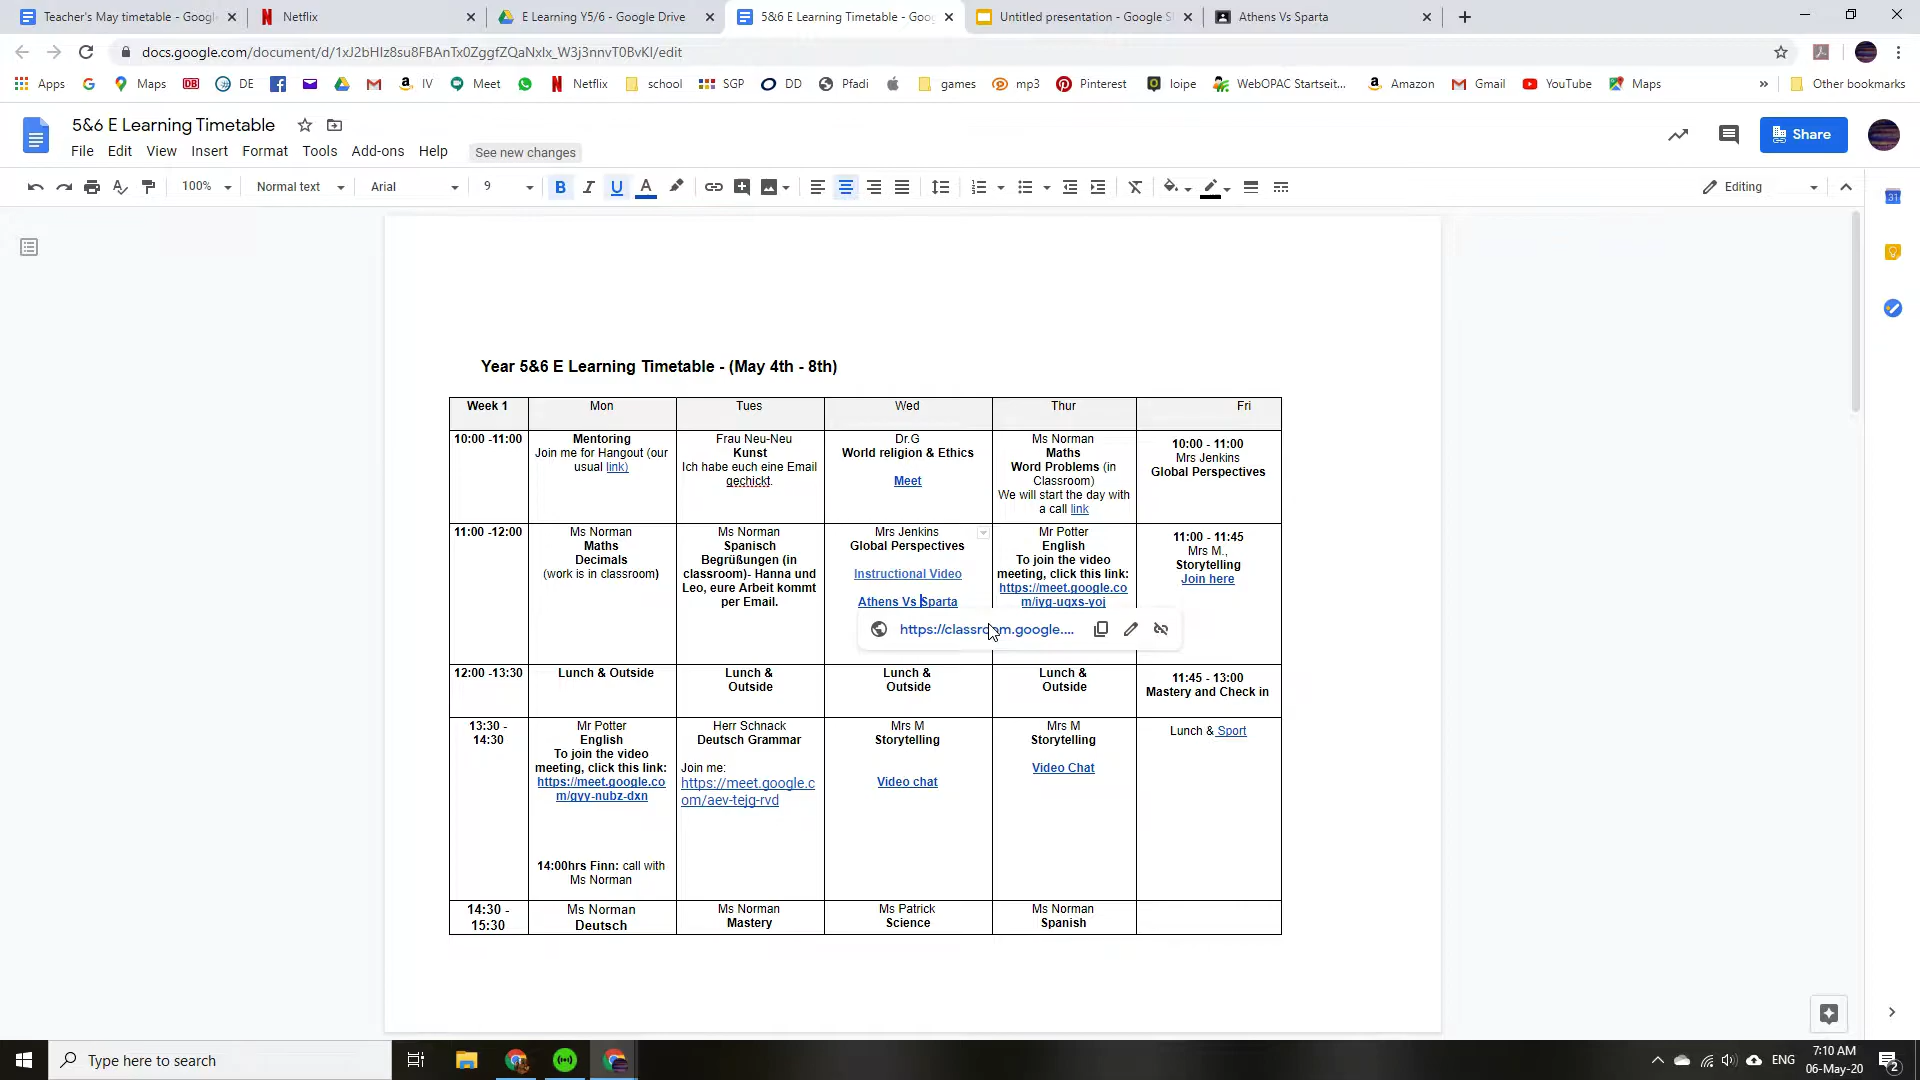 Teacher's May timetable - Googl
Netflix
E Learning Y5/6 - Google Drive
5&6 E Learning Timetable - Goog
Untitled presentation - Google Sl
Athens Vs Sparta
docs.google.com/document/d/1xJ2bHIz8su8FBAnTx0ZggfZQaNxlx_W3j3nnvT0BvKI/edit
Apps
Maps
DE
IV
Meet
Netflix
school
SGP
DD
Pfadi
games
mp3
Pinterest
loipe
WebOPAC Startseit...
Amazon
Gmail
YouTube
Maps
»
Other bookmarks
5&6 E Learning Timetable
File Edit View Insert Format Tools Add-ons Help See new changes
Share
100% Normal text Arial 9 B I U A Editing
Year 5&6 E Learning Timetable - (May 4th - 8th)
Week 1 Mon Tues Wed Thur Fri
10:00 -11:00
Mentoring
Join me for Hangout (our
usual link)
Frau Neu-Neu
Kunst
Ich habe euch eine Email
gechickt.
Dr.G
World religion & Ethics
Meet
Ms Norman
Maths
Word Problems (in
Classroom)
We will start the day with
a call link
10:00 - 11:00
Mrs Jenkins
Global Perspectives
11:00 -12:00
Ms Norman
Maths
Decimals
(work is in classroom)
Ms Norman
Spanisch
Begrüßungen (in
classroom)- Hanna und
Leo, eure Arbeit kommt
per Email.
Mrs Jenkins
Global Perspectives
Instructional Video
Athens Vs Sparta
https://classroom.google....
Mr Potter
English
To join the video
meeting, click this link:
https://meet.google.co
m/iyg-uqxs-yoj
11:00 - 11:45
Mrs M.,
Storytelling
Join here
12:00 -13:30
Lunch & Outside
Lunch &
Outside
Lunch &
Outside
Lunch &
Outside
11:45 - 13:00
Mastery and Check in
13:30 -
14:30
Mr Potter
English
To join the video
meeting, click this link:
https://meet.google.co
m/gyy-nubz-dxn
14:00hrs Finn: call with
Ms Norman
Herr Schnack
Deutsch Grammar
Join me:
https://meet.google.c
om/aev-tejg-rvd
Mrs M
Storytelling
Video chat
Mrs M
Storytelling
Video Chat
Lunch & Sport
14:30 -
15:30
Ms Norman
Deutsch
Ms Norman
Mastery
Ms Patrick
Science
Ms Norman
Spanish
Type here to search
ENG
7:10 AM
06-May-20
2